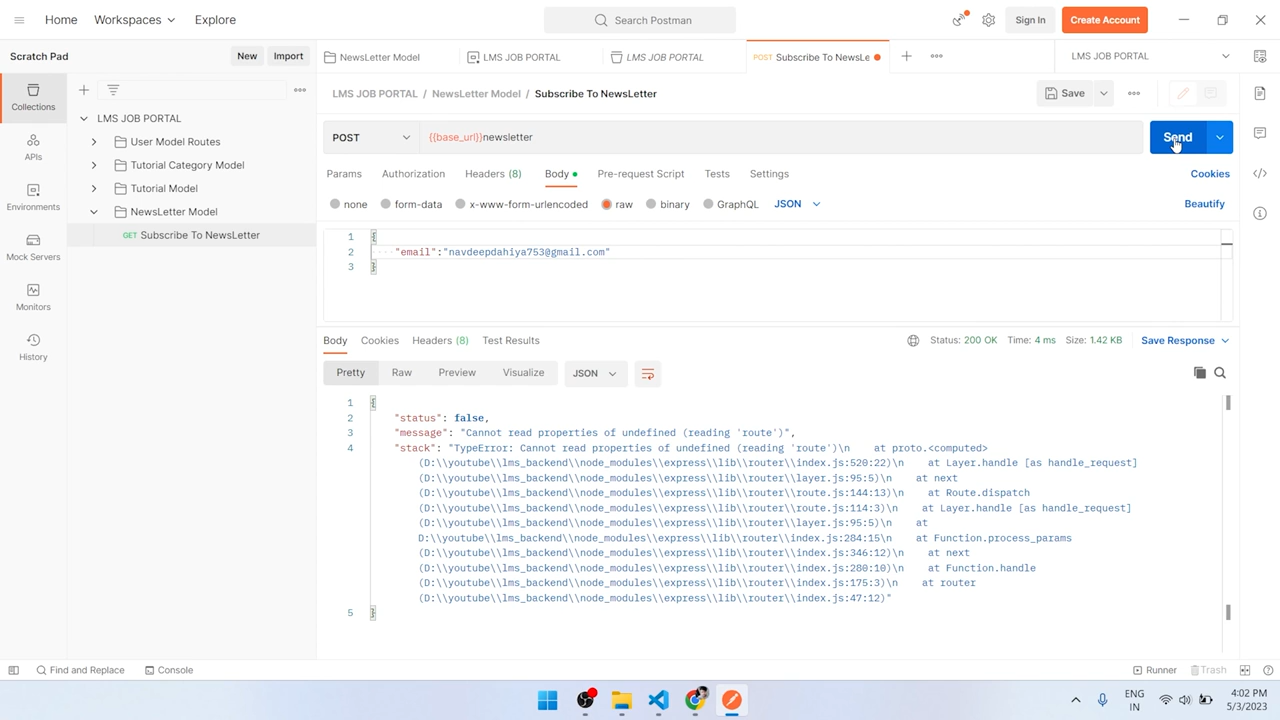 Home Workspaces Explore Search Postman Sign In Create Account
Scratch Pad New Import NewsLetter Model LMS JOB PORTAL LMS JOB PORTAL POST Subscribe To NewsLe LMS JOB PORTAL
Collections
APIs
Environments
Mock Servers
Monitors
History
LMS JOB PORTAL
User Model Routes
Tutorial Category Model
Tutorial Model
NewsLetter Model
GET Subscribe To NewsLetter
LMS JOB PORTAL / NewsLetter Model / Subscribe To NewsLetter Save
POST {{base_url}}newsletter Send
Params Authorization Headers (8) Body Pre-request Script Tests Settings Cookies
none form-data x-www-form-urlencoded raw binary GraphQL JSON Beautify
1 {
2 "email":"navdeepdahiya753@gmail.com"
3 }
Body Cookies Headers (8) Test Results Status: 200 OK Time: 4 ms Size: 1.42 KB Save Response
Pretty Raw Preview Visualize JSON
1 {
2 "status": false,
3 "message": "Cannot read properties of undefined (reading 'route')",
4 "stack": "TypeError: Cannot read properties of undefined (reading 'route')\n at proto.<computed>
(D:\\youtube\\lms_backend\\node_modules\\express\\lib\\router\\index.js:520:22)\n at Layer.handle [as handle_request]
(D:\\youtube\\lms_backend\\node_modules\\express\\lib\\router\\layer.js:95:5)\n at next
(D:\\youtube\\lms_backend\\node_modules\\express\\lib\\router\\route.js:144:13)\n at Route.dispatch
(D:\\youtube\\lms_backend\\node_modules\\express\\lib\\router\\route.js:114:3)\n at Layer.handle [as handle_request]
(D:\\youtube\\lms_backend\\node_modules\\express\\lib\\router\\layer.js:95:5)\n at
D:\\youtube\\lms_backend\\node_modules\\express\\lib\\router\\index.js:284:15\n at Function.process_params
(D:\\youtube\\lms_backend\\node_modules\\express\\lib\\router\\index.js:346:12)\n at next
(D:\\youtube\\lms_backend\\node_modules\\express\\lib\\router\\index.js:280:10)\n at Function.handle
(D:\\youtube\\lms_backend\\node_modules\\express\\lib\\router\\index.js:175:3)\n at router
(D:\\youtube\\lms_backend\\node_modules\\express\\lib\\router\\index.js:47:12)"
5 }
Find and Replace Console Runner Trash
ENG
IN
4:02 PM
5/3/2023